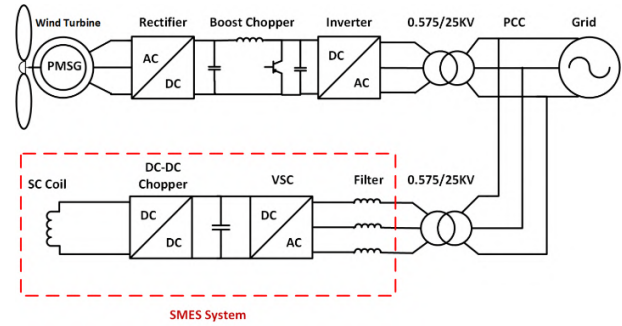 Wind Turbine Rectifier Boost Chopper Inverter 0.575/25KV PCC Grid
PMSG
AC
DC
DC
AC
SC Coil
DC-DC
Chopper
VSC Filter 0.575/25KV
DC
DC
DC
AC
SMES System